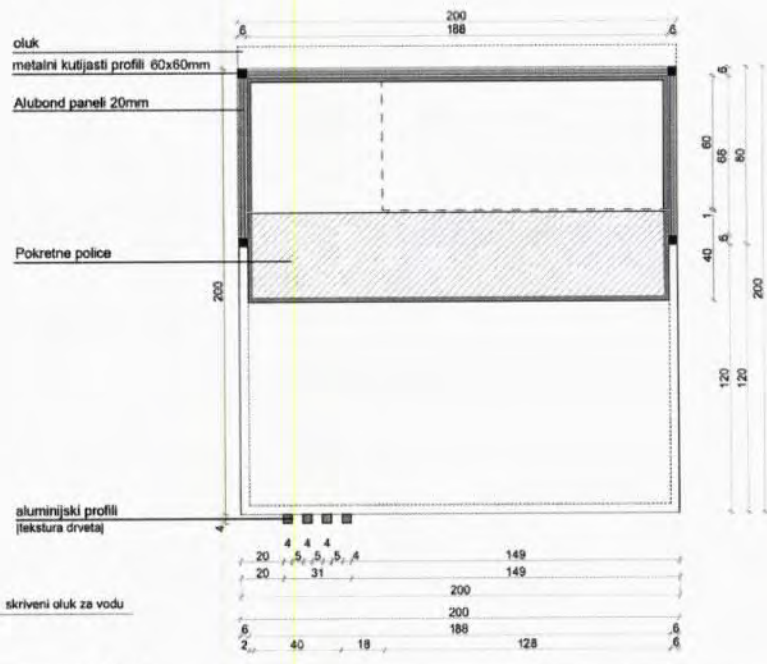 200
6 188 6
oluk
metalni kutijasti profili 60x60mm
Alubond paneli 20mm
6
60 68 80
1
Pokretne police
40 6
200
200
120 120
aluminijski profili
|tekstura drveta|
4
4 4 4
20 5 5 5 4 149
20 31 149
200
skriveni oluk za vodu
200
6 188 6
2 40 18 128 6